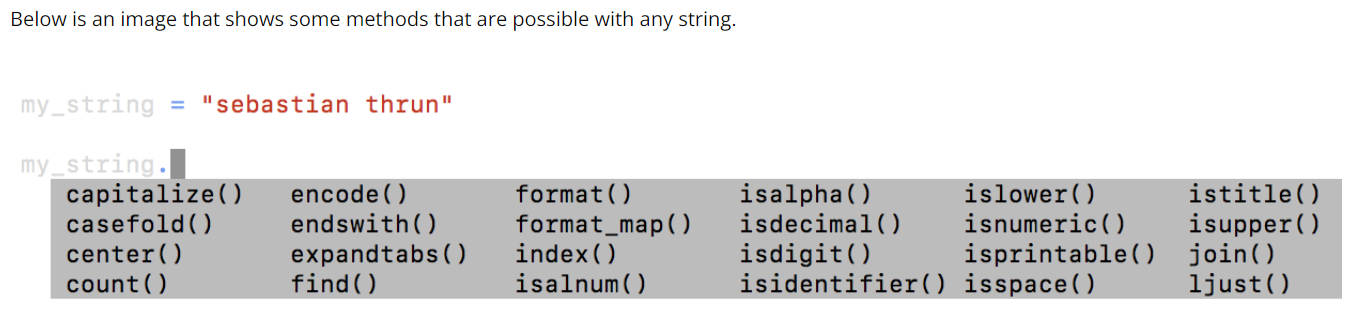 Below is an image that shows some methods that are possible with any string.
my_string = "sebastian thrun"
my_string.
capitalize() encode() format() isalpha() islower() istitle()
casefold() endswith() format_map() isdecimal() isnumeric() isupper()
center() expandtabs() index() isdigit() isprintable() join()
count() find() isalnum() isidentifier() isspace() ljust()